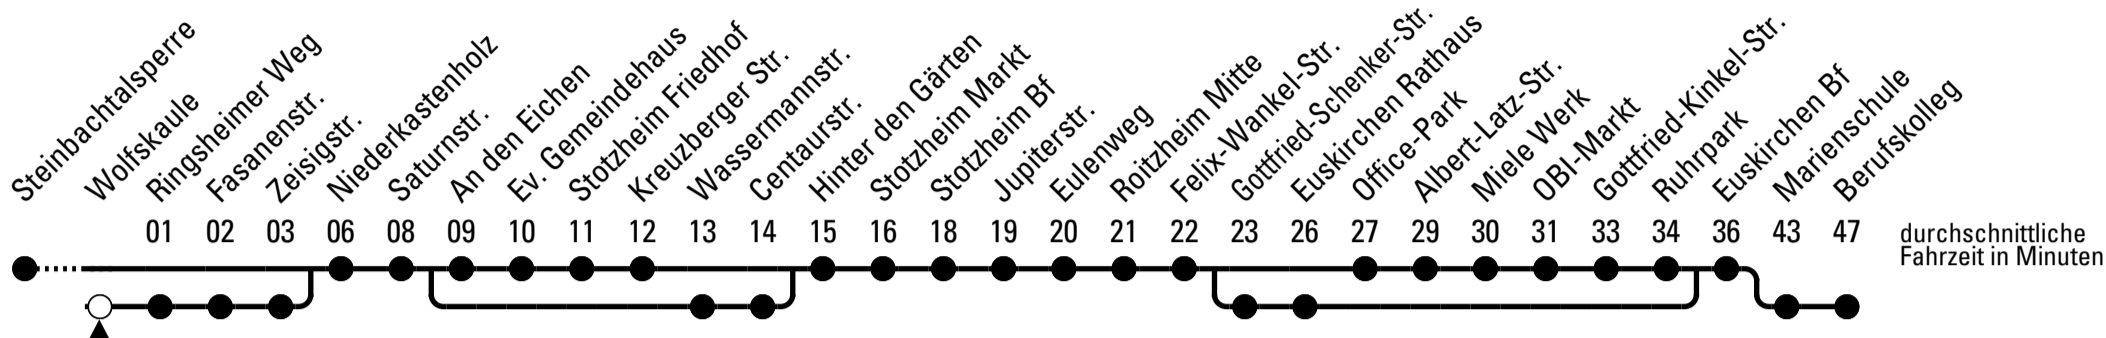 Steinbachtalsperre
Wolfskaule
Ringsheimer Weg
Fasanenstr.
Zeisigstr.
Niederkastenholz
Saturnstr.
An den Eichen
Ev. Gemeindehaus
Stotzheim Friedhof
Kreuzberger Str.
Wassermannstr.
Centaurstr.
Hinter den Gärten
Stotzheim Markt
Stotzheim Bf
Jupiterstr.
Eulenweg
Roitzheim Mitte
Felix-Wankel-Str.
Gottfried-Schenker-Str.
Euskirchen Rathaus
Office-Park
Albert-Latz-Str.
Miele Werk
OBI-Markt
Gottfried-Kinkel-Str.
Ruhrpark
Euskirchen Bf
Marienschule
Berufskolleg
01 02 03 06 08 09 10 11 12 13 14 15 16 18 19 20 21 22 23 26 27 29 30 31 33 34 36 43 47
durchschnittliche
Fahrzeit in Minuten